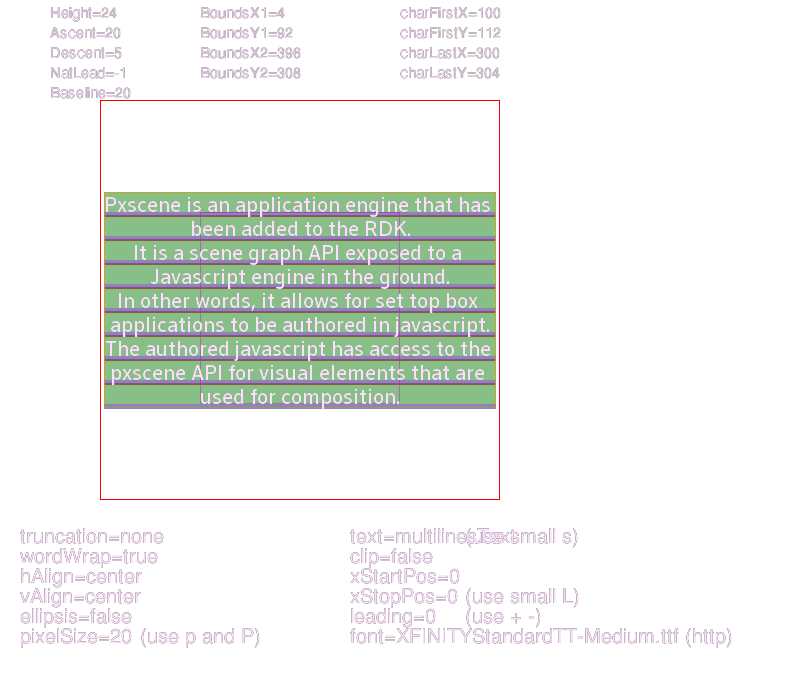 Height=24 BoundsX1=4 charFirstX=100
Ascent=20 BoundsY1=92 charFirstY=112
Descent=5 BoundsX2=396 charLastX=300
NatLead=-1 BoundsY2=308 charLastY=304
Baseline=20
Pxscene is an application engine that has
been added to the RDK.
It is a scene graph API exposed to a
Javascript engine in the ground.
In other words, it allows for set top box
applications to be authored in javascript.
The authored javascript has access to the
pxscene API for visual elements that are
used for composition.
truncation=none text=multilinesText (use small s)
wordWrap=true clip=false
hAlign=center xStartPos=0
vAlign=center xStopPos=0 (use small L)
ellipsis=false leading=0 (use + -)
pixelSize=20 (use p and P) font=XFINITYStandardTT-Medium.ttf (http)